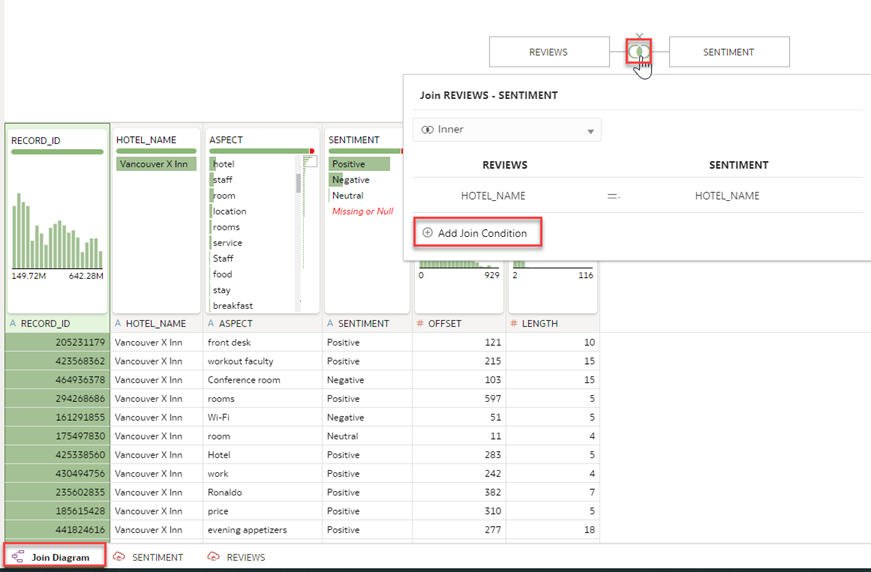 REVIEWS
SENTIMENT
Join REVIEWS - SENTIMENT
Inner
REVIEWS SENTIMENT
HOTEL_NAME = HOTEL_NAME
Add Join Condition
RECORD_ID
149.72M 642.28M
HOTEL_NAME
Vancouver X Inn
ASPECT
hotel
staff
room
location
rooms
service
Staff
food
stay
breakfast
SENTIMENT
Positive
Negative
Neutral
Missing or Null
0 929
2 116
A RECORD_ID A HOTEL_NAME A ASPECT A SENTIMENT # OFFSET # LENGTH
205231179 Vancouver X Inn front desk Positive 121 10
423568362 Vancouver X Inn workout faculty Positive 215 15
464936378 Vancouver X Inn Conference room Negative 103 15
294268686 Vancouver X Inn rooms Positive 597 5
161291855 Vancouver X Inn Wi-Fi Negative 51 5
175497830 Vancouver X Inn room Neutral 11 4
425338560 Vancouver X Inn Hotel Positive 283 5
430494756 Vancouver X Inn work Positive 242 4
235602835 Vancouver X Inn Ronaldo Positive 382 7
185615428 Vancouver X Inn price Positive 310 5
441824616 Vancouver X Inn evening appetizers Positive 277 18
Join Diagram SENTIMENT REVIEWS